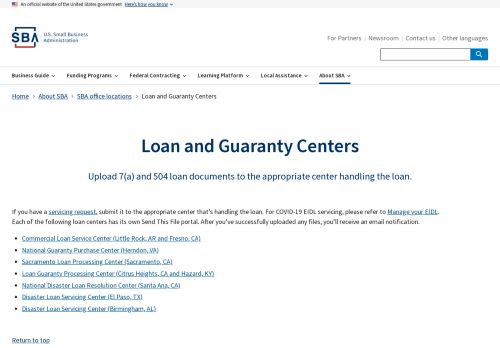 An official website of the United States government Here's how you know
SBA U.S. Small Business
Administration
For Partners Newsroom Contact us Other languages
Business Guide Funding Programs Federal Contracting Learning Platform Local Assistance About SBA
Home About SBA SBA office locations Loan and Guaranty Centers
Loan and Guaranty Centers
Upload 7(a) and 504 loan documents to the appropriate center handling the loan.
If you have a servicing request, submit it to the appropriate center that's handling the loan. For COVID-19 EIDL servicing, please refer to Manage your EIDL.
Each of the following loan centers has its own Send This File portal. After you've successfully uploaded any files, you'll receive an email notification.
Commercial Loan Service Center (Little Rock, AR and Fresno, CA)
National Guaranty Purchase Center (Herndon, VA)
Sacramento Loan Processing Center (Sacramento, CA)
Loan Guaranty Processing Center (Citrus Heights, CA and Hazard, KY)
National Disaster Loan Resolution Center (Santa Ana, CA)
Disaster Loan Servicing Center (El Paso, TX)
Disaster Loan Servicing Center (Birmingham, AL)
Return to top